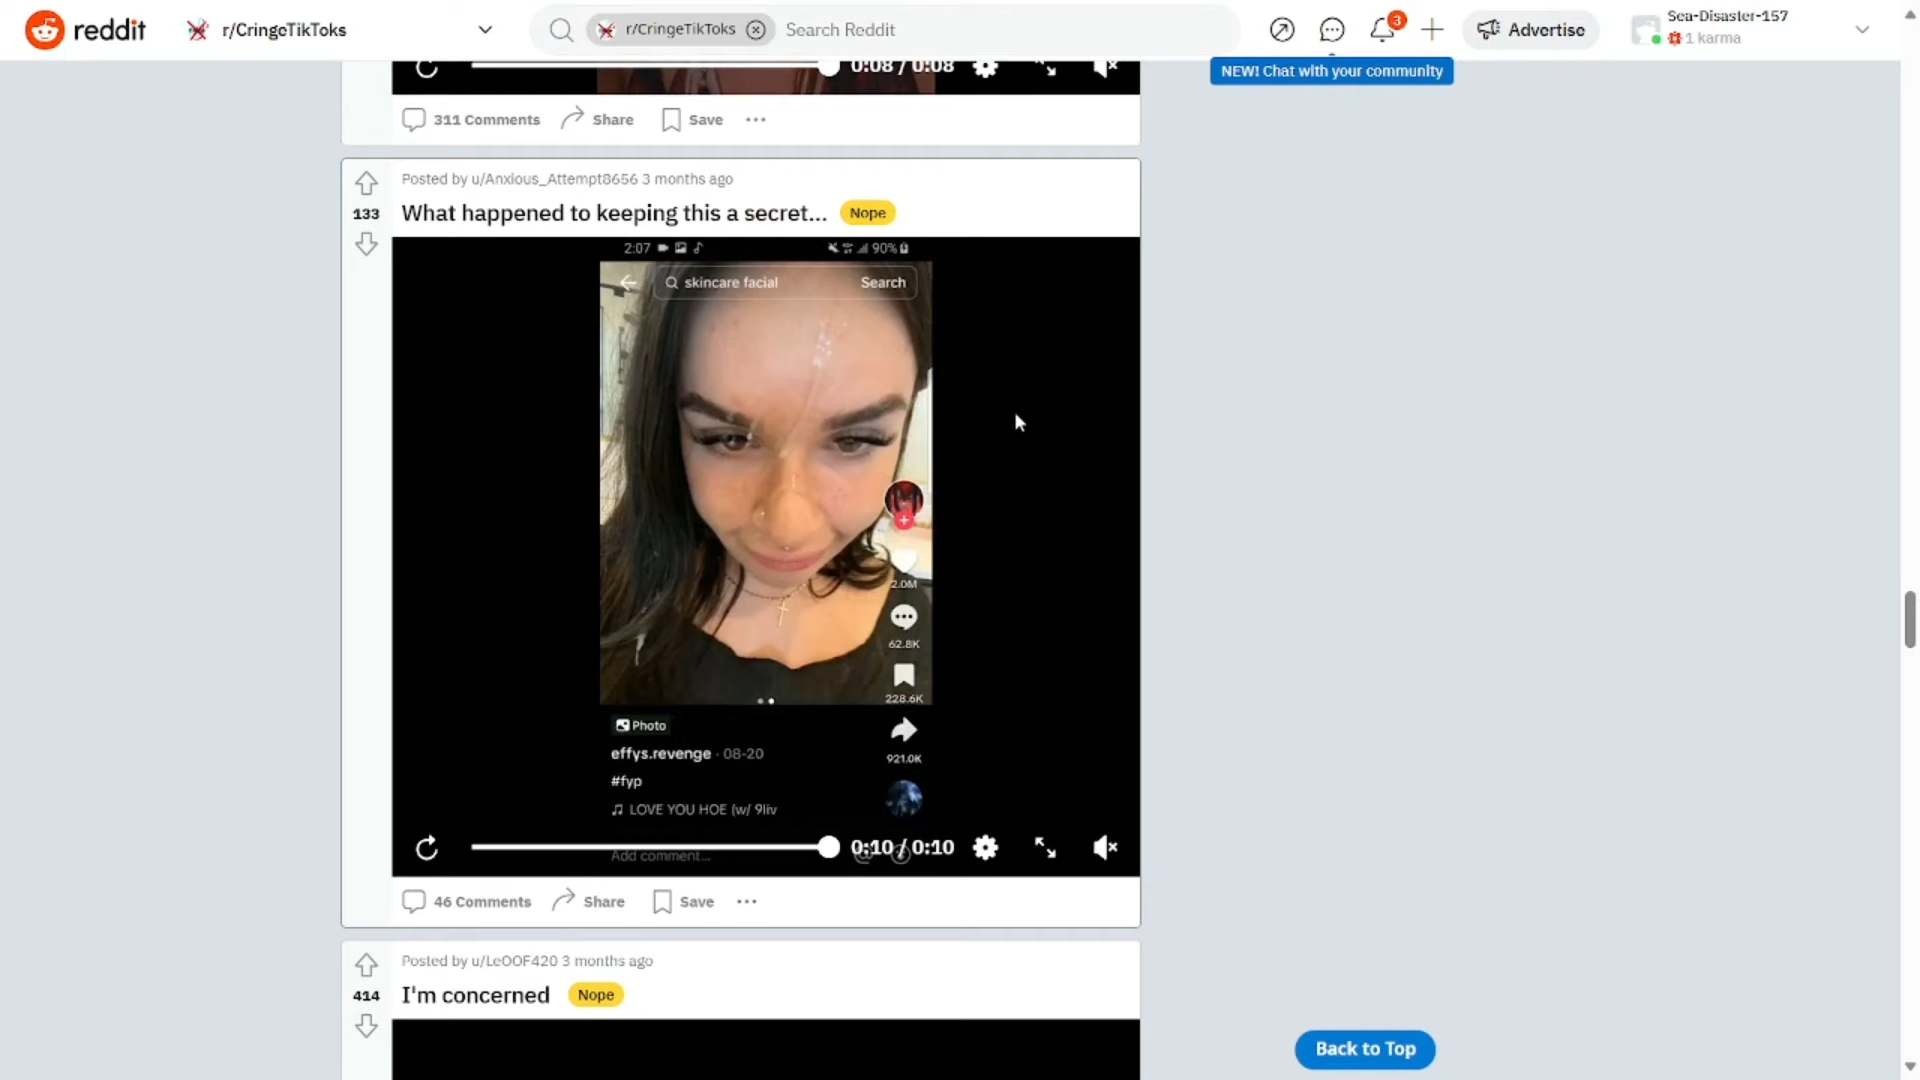 reddit
r/CringeTikToks
r/CringeTikToks
Search Reddit
3
Advertise
Sea-Disaster-157
1 karma
NEW! Chat with your community
0:08 / 0:08
311 Comments
Share
Save
Posted by u/Anxious_Attempt8656 3 months ago
133
What happened to keeping this a secret...
Nope
2:07
90%
skincare facial
Search
2.0M
62.8K
228.6K
Photo
effys.revenge · 08-20
921.0K
#fyp
LOVE YOU HOE (w/ 9liv
0:10 / 0:10
Add comment...
46 Comments
Share
Save
Posted by u/LeOOF420 3 months ago
414
I'm concerned
Nope
Back to Top